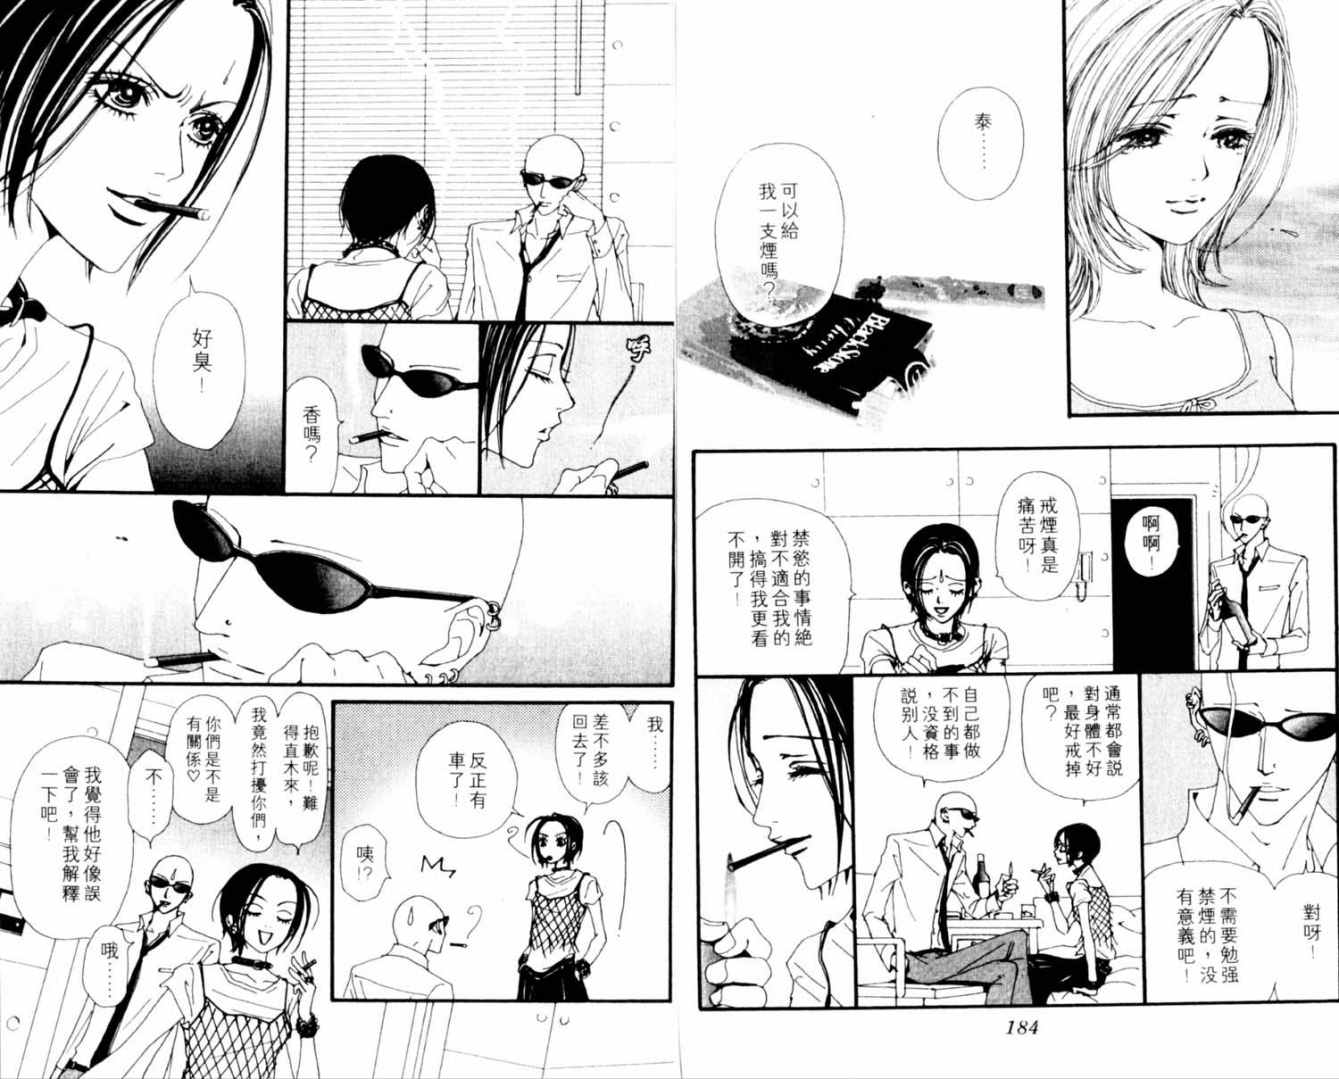 泰……
可以給
我一支煙嗎？
Black Stone
Cherry
啊啊！
戒煙真是
痛苦呀！
禁慾的事情絕
對不適合我的
，搞得我更看
不開了！
對呀！
不需要勉強
禁煙的，没
有意義吧！
通常都會説
對身體不好
，最好戒掉
吧？
自己都做
不到的事
，没資格
説别人！
184
呼
香嗎？
好臭！
我……
差不多該
回去了！
反正有
車了！
咦!?
抱歉呢！難
得直木來，
我竟然打擾你們，
你們是不是
有關係♡
不……
我覺得他好像誤
會了，幫我解釋
一下吧！
哦……